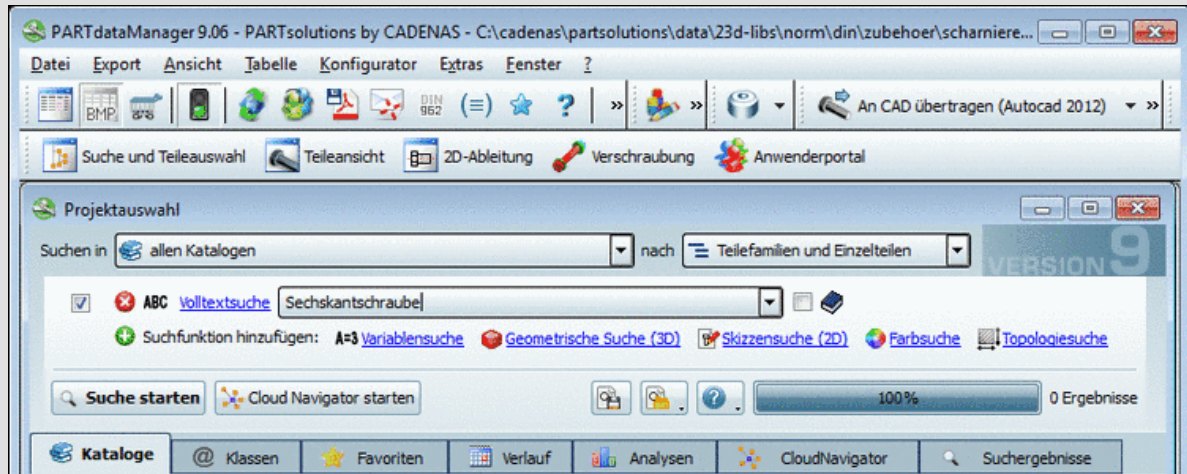 PARTdataManager 9.06 - PARTsolutions by CADENAS - C:\cadenas\partsolutions\data\23d-libs\norm\din\zubehoer\scharniere...
Datei Export Ansicht Tabelle Konfigurator Extras Fenster ?
BMP DIN 962 (=) ? » » An CAD übertragen (Autocad 2012) »
Suche und Teileauswahl Teileansicht 2D-Ableitung Verschraubung Anwenderportal
Projektauswahl
Suchen in allen Katalogen nach Teilefamilien und Einzelteilen
VERSION 9
ABC Volltextsuche Sechskantschraube
Suchfunktion hinzufügen: A=3 Variablensuche Geometrische Suche (3D) Skizzensuche (2D) Farbsuche Topologiesuche
Suche starten Cloud Navigator starten ? 100% 0 Ergebnisse
Kataloge @ Klassen Favoriten Verlauf Analysen CloudNavigator Suchergebnisse